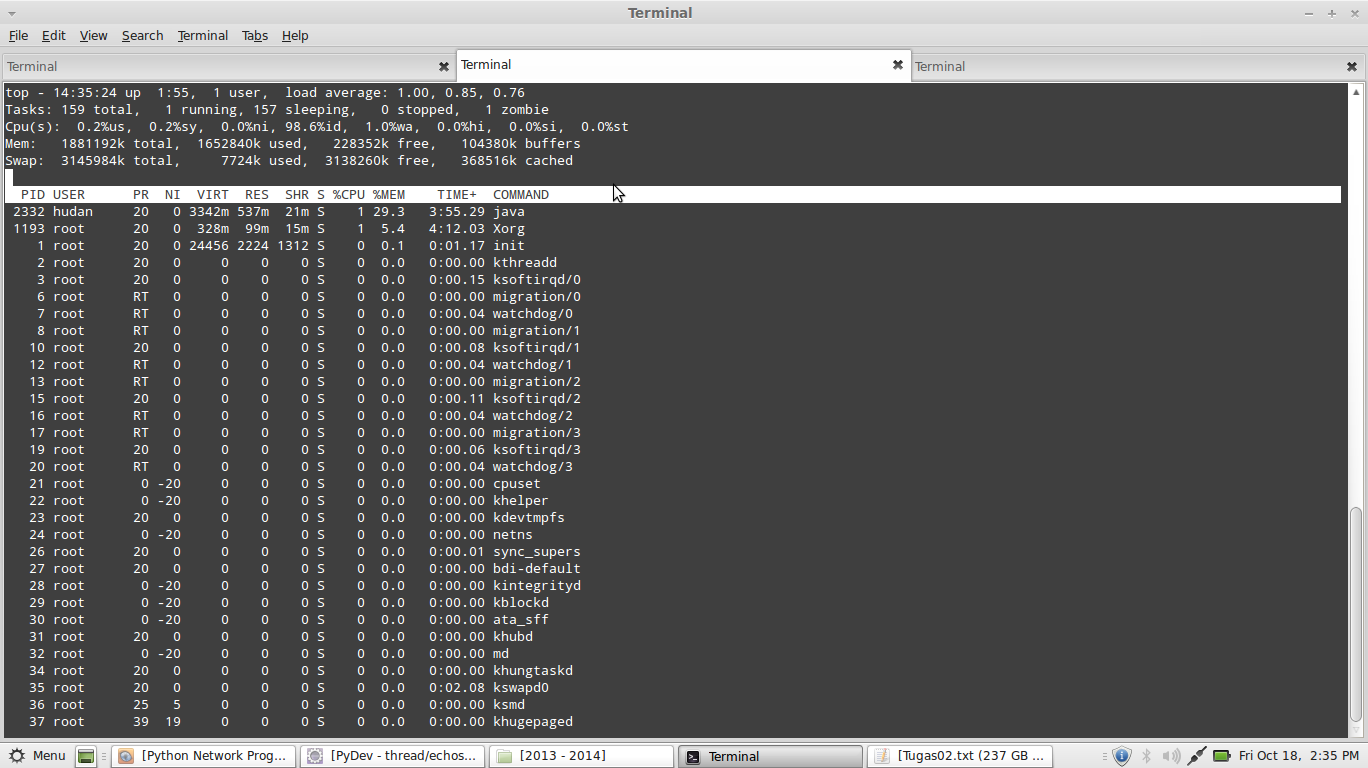 Terminal
File Edit View Search Terminal Tabs Help
Terminal Terminal Terminal
top - 14:35:24 up  1:55,  1 user,  load average: 1.00, 0.85, 0.76
Tasks: 159 total,   1 running, 157 sleeping,   0 stopped,   1 zombie
Cpu(s):  0.2%us,  0.2%sy,  0.0%ni, 98.6%id,  1.0%wa,  0.0%hi,  0.0%si,  0.0%st
Mem:   1881192k total,  1652840k used,   228352k free,   104380k buffers
Swap:  3145984k total,     7724k used,  3138260k free,   368516k cached
PID USER      PR  NI  VIRT  RES  SHR S %CPU %MEM    TIME+  COMMAND
2332 hudan     20   0 3342m 537m  21m S    1 29.3   3:55.29 java
1193 root      20   0  328m  99m  15m S    1  5.4   4:12.03 Xorg
1 root      20   0 24456 2224 1312 S    0  0.1   0:01.17 init
2 root      20   0     0    0    0 S    0  0.0   0:00.00 kthreadd
3 root      20   0     0    0    0 S    0  0.0   0:00.15 ksoftirqd/0
6 root      RT   0     0    0    0 S    0  0.0   0:00.00 migration/0
7 root      RT   0     0    0    0 S    0  0.0   0:00.04 watchdog/0
8 root      RT   0     0    0    0 S    0  0.0   0:00.00 migration/1
10 root      20   0     0    0    0 S    0  0.0   0:00.08 ksoftirqd/1
12 root      RT   0     0    0    0 S    0  0.0   0:00.04 watchdog/1
13 root      RT   0     0    0    0 S    0  0.0   0:00.00 migration/2
15 root      20   0     0    0    0 S    0  0.0   0:00.11 ksoftirqd/2
16 root      RT   0     0    0    0 S    0  0.0   0:00.04 watchdog/2
17 root      RT   0     0    0    0 S    0  0.0   0:00.00 migration/3
19 root      20   0     0    0    0 S    0  0.0   0:00.06 ksoftirqd/3
20 root      RT   0     0    0    0 S    0  0.0   0:00.04 watchdog/3
21 root       0 -20     0    0    0 S    0  0.0   0:00.00 cpuset
22 root       0 -20     0    0    0 S    0  0.0   0:00.00 khelper
23 root      20   0     0    0    0 S    0  0.0   0:00.00 kdevtmpfs
24 root       0 -20     0    0    0 S    0  0.0   0:00.00 netns
26 root      20   0     0    0    0 S    0  0.0   0:00.01 sync_supers
27 root      20   0     0    0    0 S    0  0.0   0:00.00 bdi-default
28 root       0 -20     0    0    0 S    0  0.0   0:00.00 kintegrityd
29 root       0 -20     0    0    0 S    0  0.0   0:00.00 kblockd
30 root       0 -20     0    0    0 S    0  0.0   0:00.00 ata_sff
31 root      20   0     0    0    0 S    0  0.0   0:00.00 khubd
32 root       0 -20     0    0    0 S    0  0.0   0:00.00 md
34 root      20   0     0    0    0 S    0  0.0   0:00.00 khungtaskd
35 root      20   0     0    0    0 S    0  0.0   0:02.08 kswapd0
36 root      25   5     0    0    0 S    0  0.0   0:00.00 ksmd
37 root      39  19     0    0    0 S    0  0.0   0:00.00 khugepaged
Menu [Python Network Prog... [PyDev - thread/echos... [2013 - 2014] Terminal [Tugas02.txt (237 GB ... Fri Oct 18, 2:35 PM